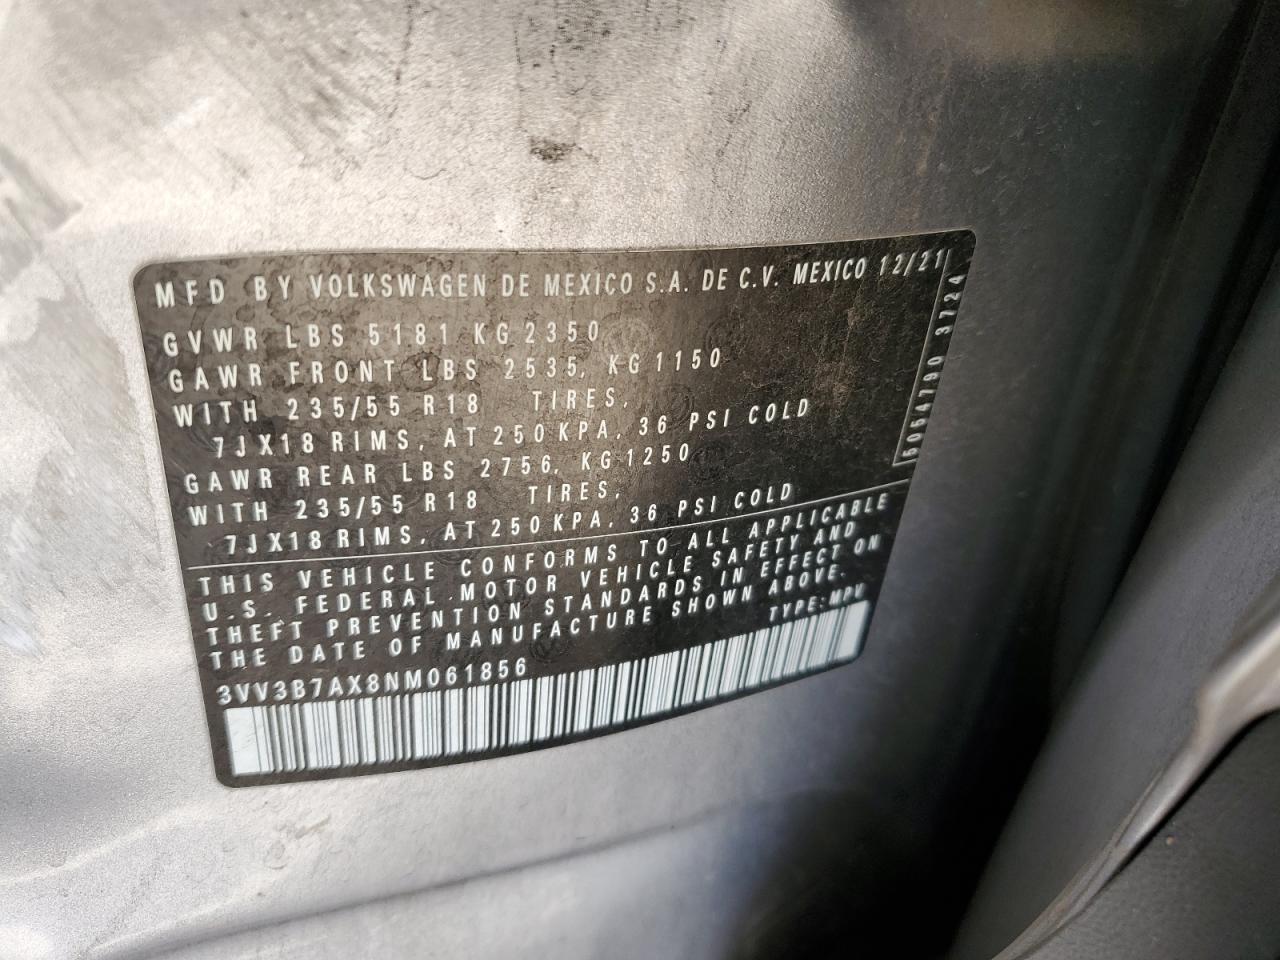 MFD BY VOLKSWAGEN DE MEXICO S.A. DE C.V. MEXICO 12/21
GVWR LBS 5181 KG 2350
GAWR FRONT LBS 2535, KG 1150
WITH 235/55 R18 TIRES,
7JX18 RIMS, AT 250 KPA, 36 PSI COLD
GAWR REAR LBS 2756, KG 1250
WITH 235/55 R18 TIRES,
7JX18 RIMS, AT 250 KPA, 36 PSI COLD
5054790 3724
THIS VEHICLE CONFORMS TO ALL APPLICABLE
U.S. FEDERAL MOTOR VEHICLE SAFETY AND
THEFT PREVENTION STANDARDS IN EFFECT ON
THE DATE OF MANUFACTURE SHOWN ABOVE.
3VV3B7AX8NM061856 TYPE: MPV